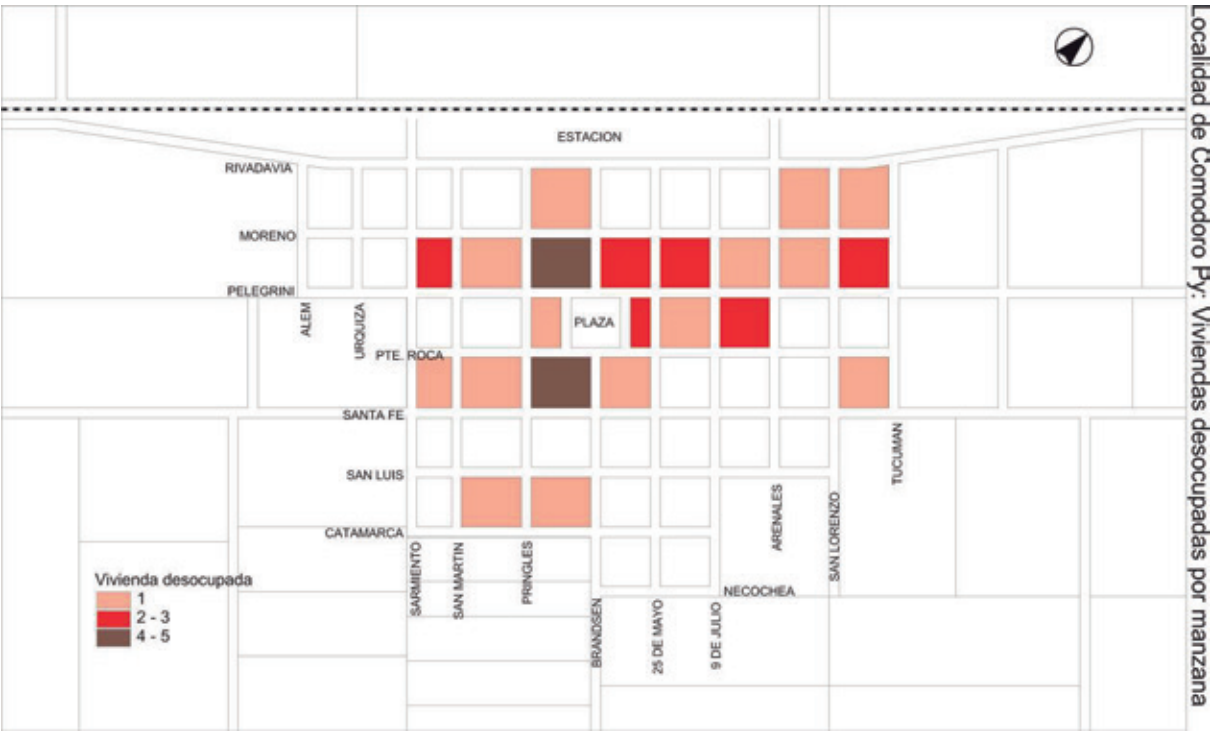 Localidad de Comodoro Py: Viviendas desocupadas por manzana
ESTACION
RIVADAVIA
MORENO
PELEGRINI
ALEM
URQUIZA
PLAZA
PTE. ROCA
SANTA FE
TUCUMAN
SAN LUIS
ARENALES
SAN LORENZO
CATAMARCA
SARMIENTO
SAN MARTIN
PRINGLES
NECOCHEA
BRANDSEN
25 DE MAYO
9 DE JULIO
Vivienda desocupada
1
2 - 3
4 - 5